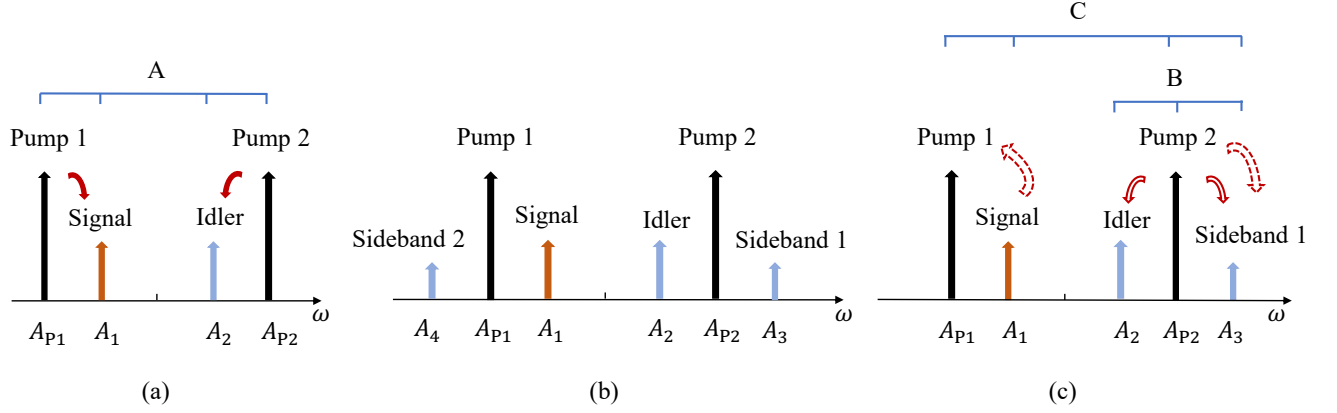 A
Pump 1
Pump 2
Signal
Idler
ω
A_P1
A_1
A_2
A_P2
(a)
Pump 1
Pump 2
Sideband 2
Signal
Idler
Sideband 1
ω
A_4
A_P1
A_1
A_2
A_P2
A_3
(b)
C
B
Pump 1
Pump 2
Signal
Idler
Sideband 1
ω
A_P1
A_1
A_2
A_P2
A_3
(c)